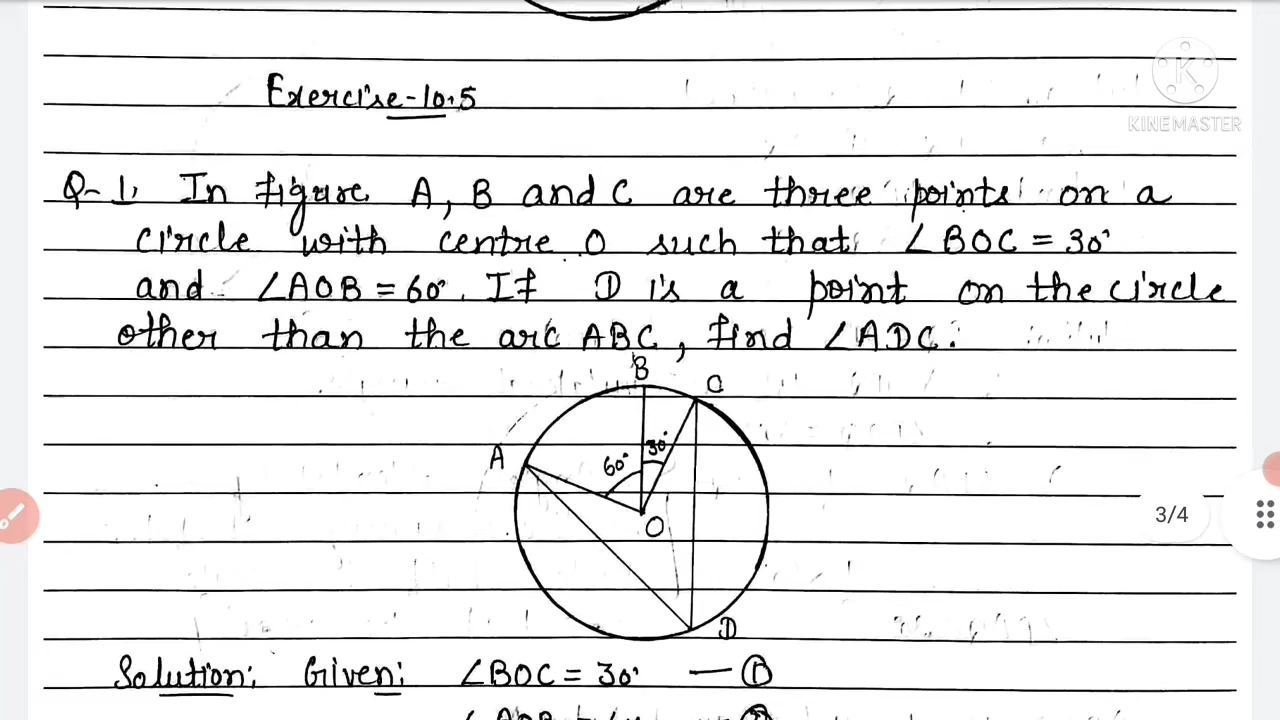 Exercise-10.5
KINEMASTER
Q-1. In figure A, B and C are three points on a
circle with centre O such that ∠BOC = 30°
and ∠AOB = 60°. If D is a point on the circle
other than the arc ABC, find ∠ADC.
B
C
A
60° 30°
O
D
3/4
Solution: Given: ∠BOC = 30° — ①
∠AOB